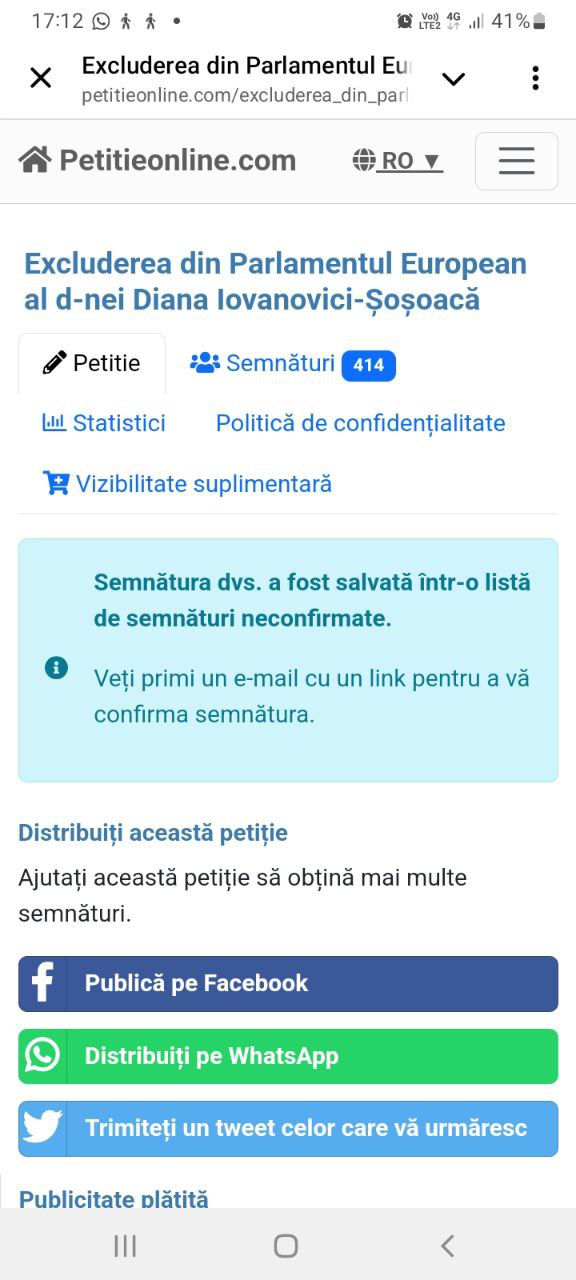 17:12
Vo)) 4G
LTE2
41%
Excluderea din Parlamentul Eu
petitieonline.com/excluderea_din_parl
Petitieonline.com
RO ▼
Excluderea din Parlamentul European
al d-nei Diana Iovanovici-Șoșoacă
Petitie
Semnături 414
Statistici
Politică de confidențialitate
Vizibilitate suplimentară
Semnătura dvs. a fost salvată într-o listă
de semnături neconfirmate.
Veți primi un e-mail cu un link pentru a vă
confirma semnătura.
Distribuiți această petiție
Ajutați această petiție să obțină mai multe
semnături.
Publică pe Facebook
Distribuiți pe WhatsApp
Trimiteți un tweet celor care vă urmăresc
Publicitate plătită